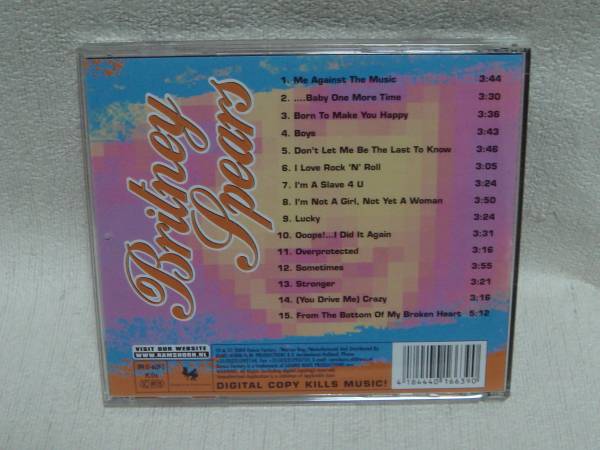 Britney
Spears
1. Me Against The Music 3:44
2. ....Baby One More Time 3:30
3. Born To Make You Happy 3:36
4. Boys 3:43
5. Don't Let Me Be The Last To Know 3:46
6. I Love Rock 'N' Roll 3:05
7. I'm A Slave 4 U 3:24
8. I'm Not A Girl, Not Yet A Woman 3:50
9. Lucky 3:24
10. Ooops!...I Did It Again 3:31
11. Overprotected 3:16
12. Sometimes 3:55
13. Stronger 3:21
14. (You Drive Me) Crazy 3:16
15. From The Bottom Of My Broken Heart 5:12
VISIT OUR WEBSITE
WWW.RAMSHORN.NL
DIGITAL COPY KILLS MUSIC!
4 184440 166390